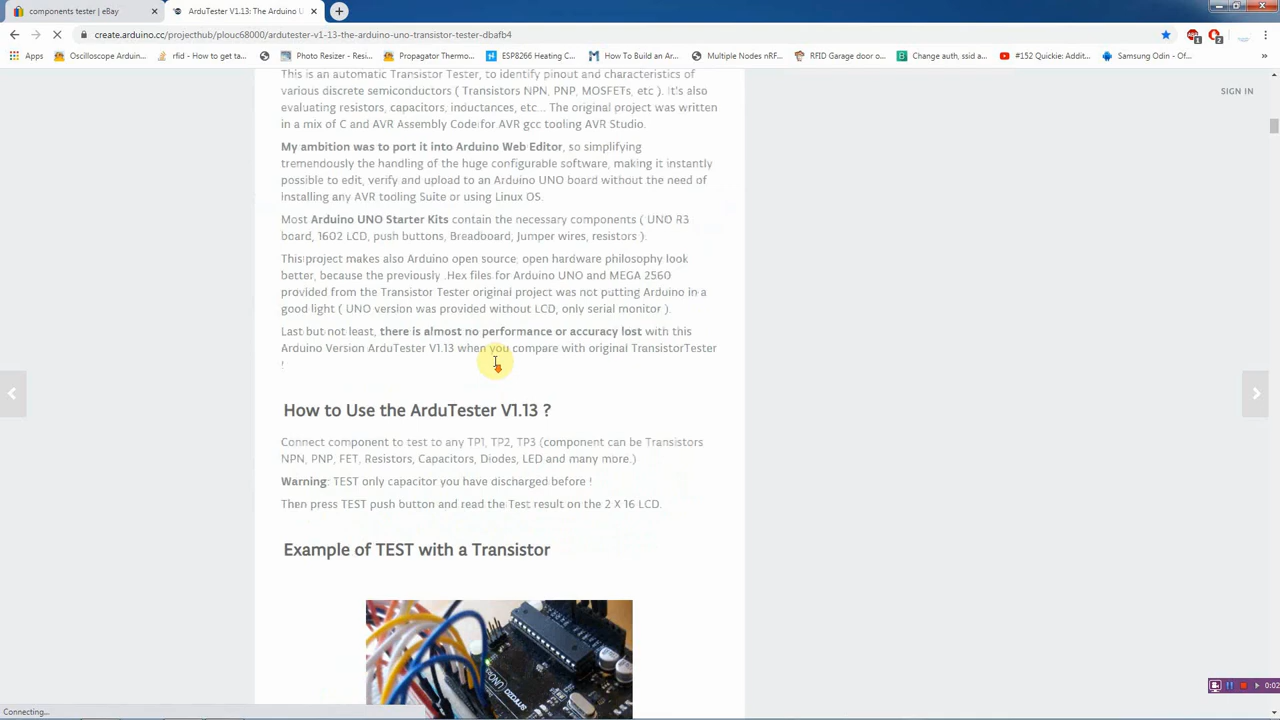 components tester | eBay
ArduTester V1.13: The Arduino U
create.arduino.cc/projecthub/plouc68000/ardutester-v1-13-the-arduino-uno-transistor-tester-dbafb4
Apps
Oscilloscope Arduin...
rfid - How to get ta...
Photo Resizer - Resi...
Propagator Thermo...
ESP8266 Heating C...
How To Build an Ar...
Multiple Nodes nRF...
RFID Garage door o...
Change auth, ssid a...
#152 Quickie: Addit...
Samsung Odin - Of...
SIGN IN
This is an automatic Transistor Tester, to identify pinout and characteristics of
various discrete semiconductors ( Transistors NPN, PNP, MOSFETs, etc ). It's also
evaluating resistors, capacitors, inductances, etc... The original project was written
in a mix of C and AVR Assembly Code for AVR gcc tooling AVR Studio.
My ambition was to port it into Arduino Web Editor, so simplifying
tremendously the handling of the huge configurable software, making it instantly
possible to edit, verify and upload to an Arduino UNO board without the need of
installing any AVR tooling Suite or using Linux OS.
Most Arduino UNO Starter Kits contain the necessary components ( UNO R3
board, 1602 LCD, push buttons, Breadboard, Jumper wires, resistors ).
This project makes also Arduino open source, open hardware philosophy look
better, because the previously .Hex files for Arduino UNO and MEGA 2560
provided from the Transistor Tester original project was not putting Arduino in a
good light ( UNO version was provided without LCD, only serial monitor ).
Last but not least, there is almost no performance or accuracy lost with this
Arduino Version ArduTester V1.13 when you compare with original TransistorTester
!
How to Use the ArduTester V1.13 ?
Connect component to test to any TP1, TP2, TP3 (component can be Transistors
NPN, PNP, FET, Resistors, Capacitors, Diodes, LED and many more.)
Warning: TEST only capacitor you have discharged before !
Then press TEST push button and read the Test result on the 2 X 16 LCD.
Example of TEST with a Transistor
UNO
0:02
Connecting...